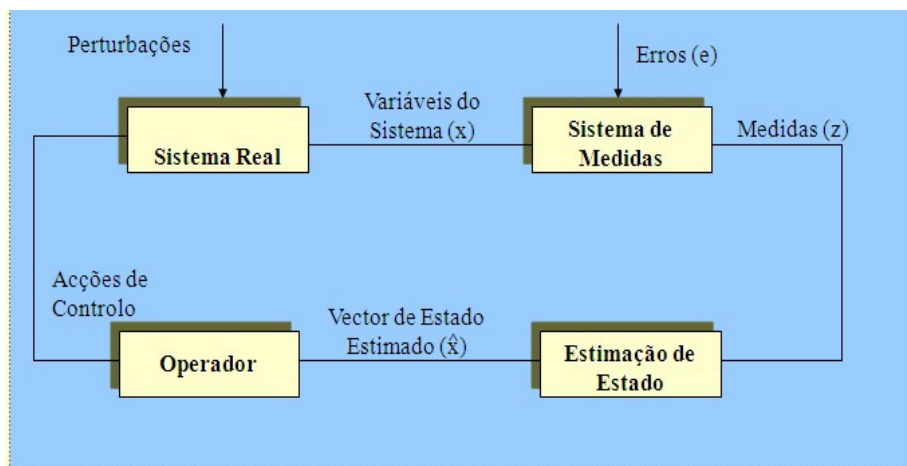 Perturbações
Erros (e)
Variáveis do
Sistema (x)
Sistema Real
Sistema de
Medidas
Medidas (z)
Acções de
Controlo
Vector de Estado
Estimado (x̂)
Operador
Estimação de
Estado